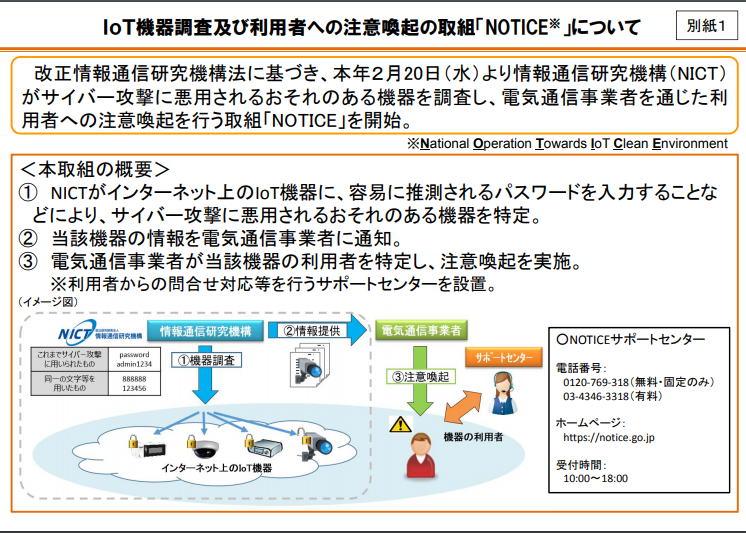 IoT機器調査及び利用者への注意喚起の取組「NOTICE※」について
別紙1
改正情報通信研究機構法に基づき、本年2月20日（水）より情報通信研究機構（NICT）
がサイバー攻撃に悪用されるおそれのある機器を調査し、電気通信事業者を通じた利
用者への注意喚起を行う取組「NOTICE」を開始。
※National Operation Towards IoT Clean Environment
＜本取組の概要＞
① NICTがインターネット上のIoT機器に、容易に推測されるパスワードを入力することな
どにより、サイバー攻撃に悪用されるおそれのある機器を特定。
② 当該機器の情報を電気通信事業者に通知。
③ 電気通信事業者が当該機器の利用者を特定し、注意喚起を実施。
※利用者からの問合せ対応等を行うサポートセンターを設置。
（イメージ図）
NICT 国立研究開発法人
情報通信研究機構
情報通信研究機構
②情報提供
電気通信事業者
これまでサイバー攻撃
に用いられたもの
password
admin1234
同一の文字等を
用いたもの
888888
123456
①機器調査
③注意喚起
ｻﾎﾟｰﾄｾﾝﾀｰ
機器の利用者
インターネット上のIoT機器
○NOTICEサポートセンター
電話番号：
0120-769-318（無料・固定のみ）
03-4346-3318（有料）
ホームページ：
https://notice.go.jp
受付時間：
10:00～18:00